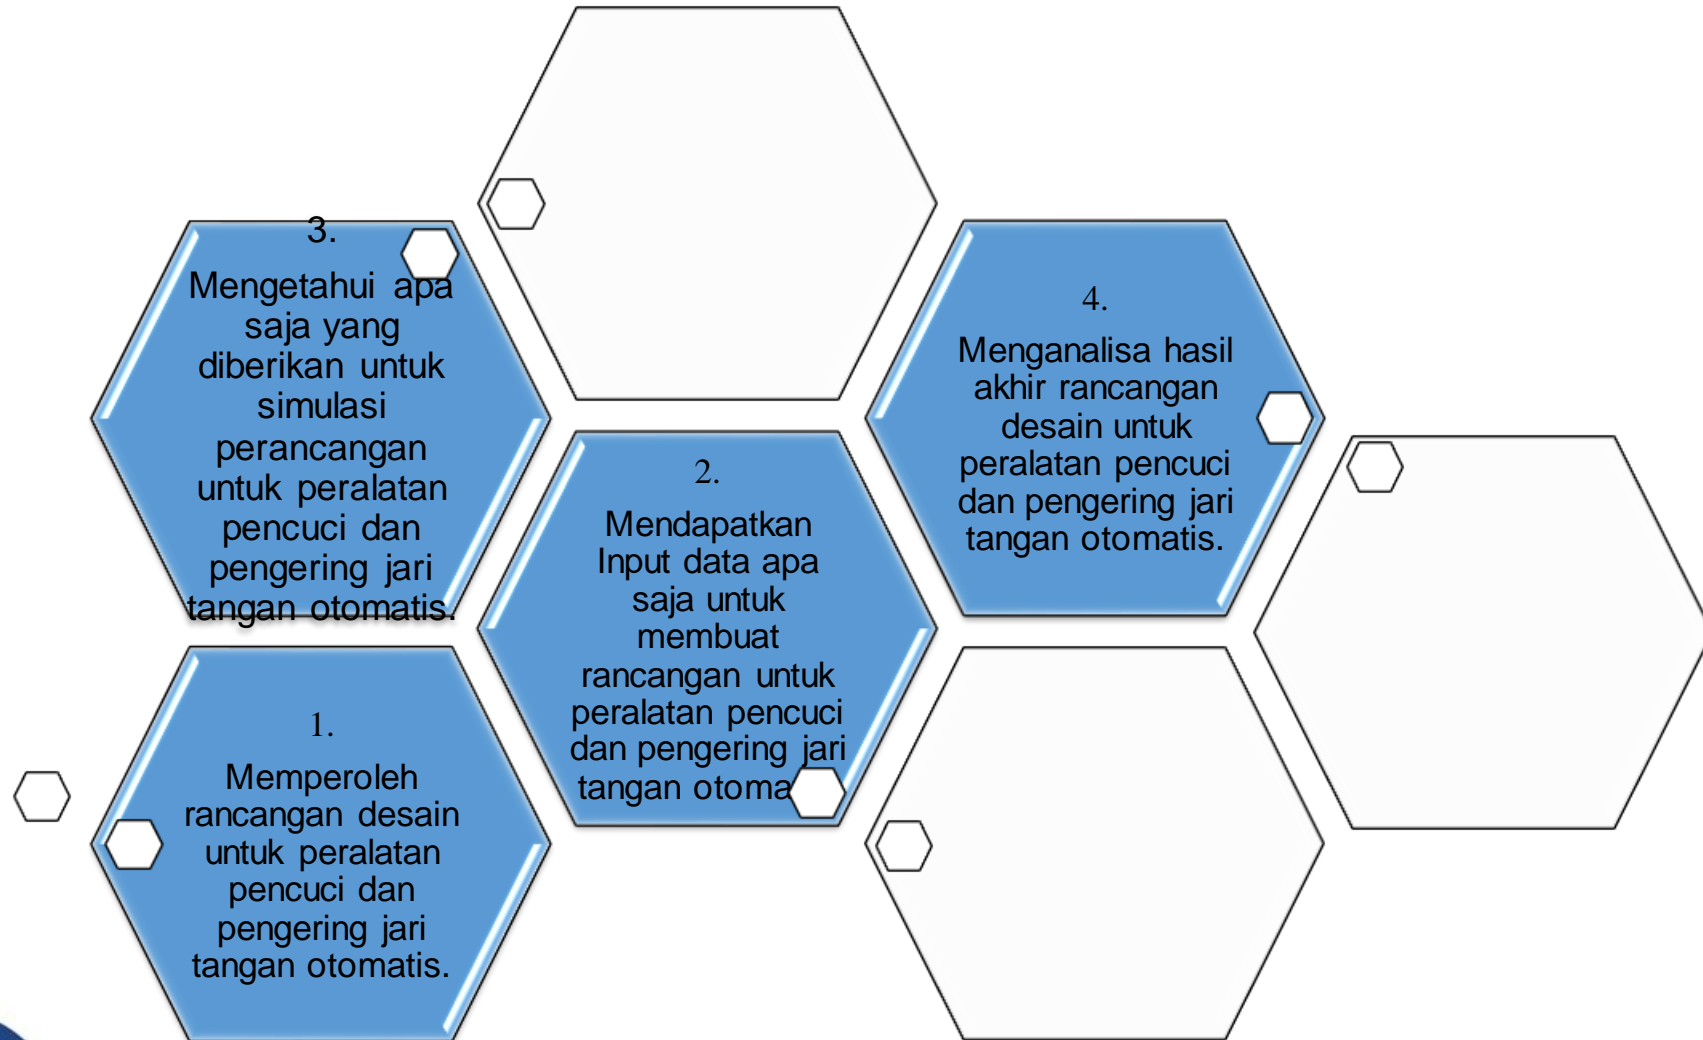 1.
Memperoleh
rancangan desain
untuk peralatan
pencuci dan
pengering jari
tangan otomatis.
2.
Mendapatkan
Input data apa
saja untuk
membuat
rancangan untuk
peralatan pencuci
dan pengering jari
tangan otoma
3.
Mengetahui apa
saja yang
diberikan untuk
simulasi
perancangan
untuk peralatan
pencuci dan
pengering jari
tangan otomatis.
4.
Menganalisa hasil
akhir rancangan
desain untuk
peralatan pencuci
dan pengering jari
tangan otomatis.